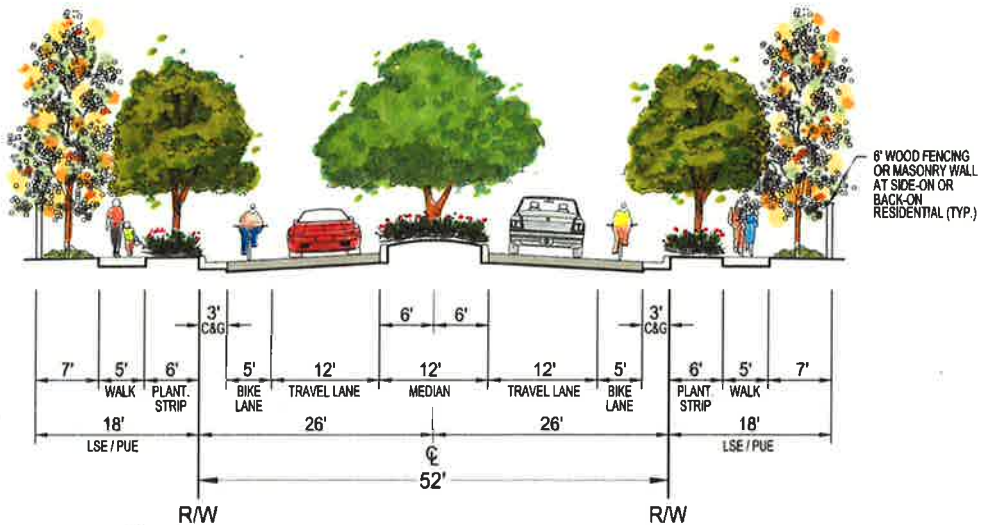 6' WOOD FENCING
OR MASONRY WALL
AT SIDE-ON OR
BACK-ON
RESIDENTIAL (TYP.)
3'
C&G
6'
6'
3'
C&G
7'
5'
WALK
6'
PLANT.
STRIP
5'
BIKE
LANE
12'
TRAVEL LANE
12'
MEDIAN
12'
TRAVEL LANE
5'
BIKE
LANE
6'
PLANT.
STRIP
5'
WALK
7'
18'
LSE / PUE
26'
26'
18'
LSE / PUE
℄
52'
R/W
R/W